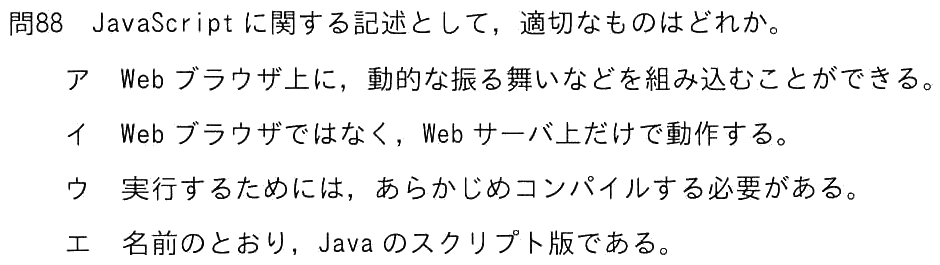 問88 JavaScript に関する記述として，適切なものはどれか。
ア Web ブラウザ上に，動的な振る舞いなどを組み込むことができる。
イ Web ブラウザではなく，Web サーバ上だけで動作する。
ウ 実行するためには，あらかじめコンパイルする必要がある。
エ 名前のとおり，Java のスクリプト版である。